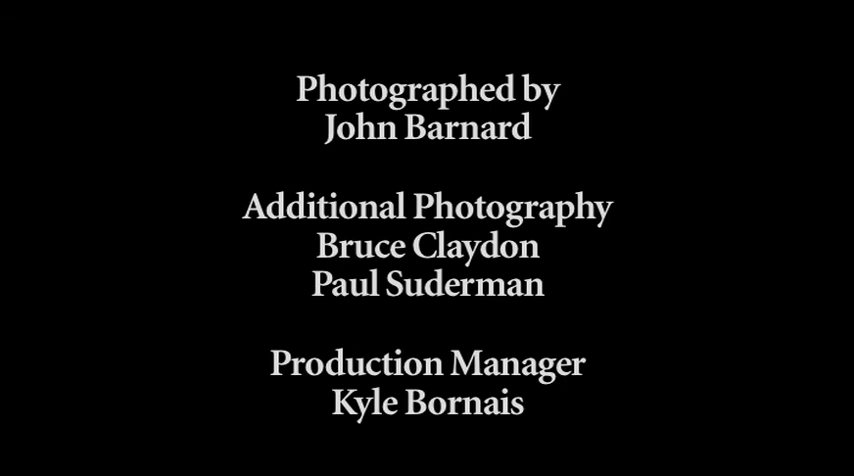 Photographed by
John Barnard
Additional Photography
Bruce Claydon
Paul Suderman
Production Manager
Kyle Bornais